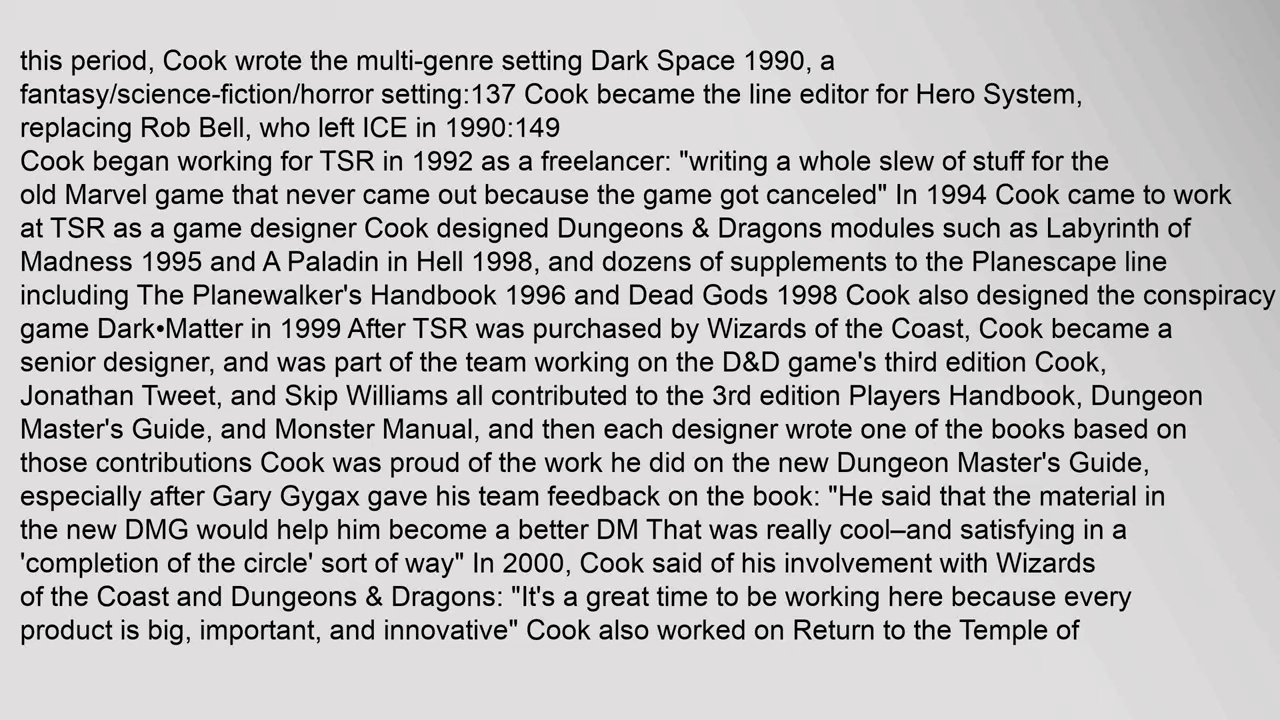 this period, Cook wrote the multi-genre setting Dark Space 1990, a
fantasy/science-fiction/horror setting:137 Cook became the line editor for Hero System,
replacing Rob Bell, who left ICE in 1990:149
Cook began working for TSR in 1992 as a freelancer: "writing a whole slew of stuff for the
old Marvel game that never came out because the game got canceled" In 1994 Cook came to work
at TSR as a game designer Cook designed Dungeons & Dragons modules such as Labyrinth of
Madness 1995 and A Paladin in Hell 1998, and dozens of supplements to the Planescape line
including The Planewalker's Handbook 1996 and Dead Gods 1998 Cook also designed the conspiracy
game Dark•Matter in 1999 After TSR was purchased by Wizards of the Coast, Cook became a
senior designer, and was part of the team working on the D&D game's third edition Cook,
Jonathan Tweet, and Skip Williams all contributed to the 3rd edition Players Handbook, Dungeon
Master's Guide, and Monster Manual, and then each designer wrote one of the books based on
those contributions Cook was proud of the work he did on the new Dungeon Master's Guide,
especially after Gary Gygax gave his team feedback on the book: "He said that the material in
the new DMG would help him become a better DM That was really cool—and satisfying in a
'completion of the circle' sort of way" In 2000, Cook said of his involvement with Wizards
of the Coast and Dungeons & Dragons: "It's a great time to be working here because every
product is big, important, and innovative" Cook also worked on Return to the Temple of